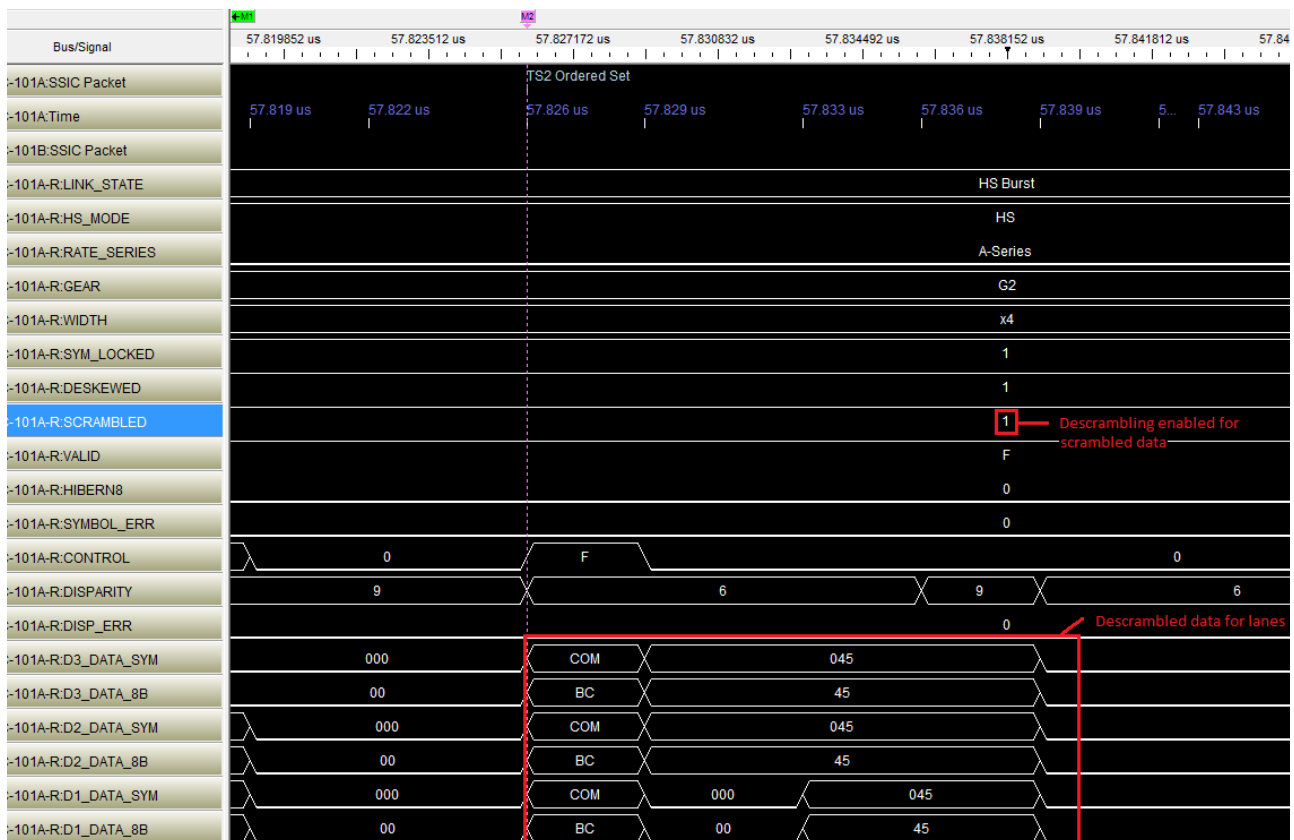 ←M1 M2
Bus/Signal 57.819852 us 57.823512 us 57.827172 us 57.830832 us 57.834492 us 57.838152 us 57.841812 us 57.84
C-101A:SSIC Packet TS2 Ordered Set
-101A:Time 57.819 us 57.822 us 57.826 us 57.829 us 57.833 us 57.836 us 57.839 us 5... 57.843 us
-101B:SSIC Packet
-101A-R:LINK_STATE HS Burst
-101A-R:HS_MODE HS
-101A-R:RATE_SERIES A-Series
-101A-R:GEAR G2
-101A-R:WIDTH x4
-101A-R:SYM_LOCKED 1
-101A-R:DESKEWED 1
-101A-R:SCRAMBLED 1 Descrambling enabled for
scrambled data
-101A-R:VALID F
-101A-R:HIBERN8 0
-101A-R:SYMBOL_ERR 0
-101A-R:CONTROL 0 F 0
-101A-R:DISPARITY 9 6 9 6
-101A-R:DISP_ERR 0 Descrambled data for lanes
-101A-R:D3_DATA_SYM 000 COM 045
-101A-R:D3_DATA_8B 00 BC 45
-101A-R:D2_DATA_SYM 000 COM 045
-101A-R:D2_DATA_8B 00 BC 45
-101A-R:D1_DATA_SYM 000 COM 000 045
-101A-R:D1_DATA_8B 00 BC 00 45